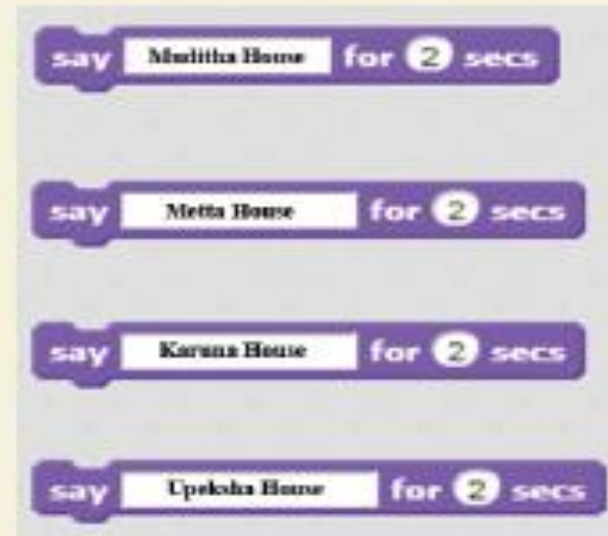 say Muditha House for 2 secs
say Metta House for 2 secs
say Karuna House for 2 secs
say Upeksha House for 2 secs